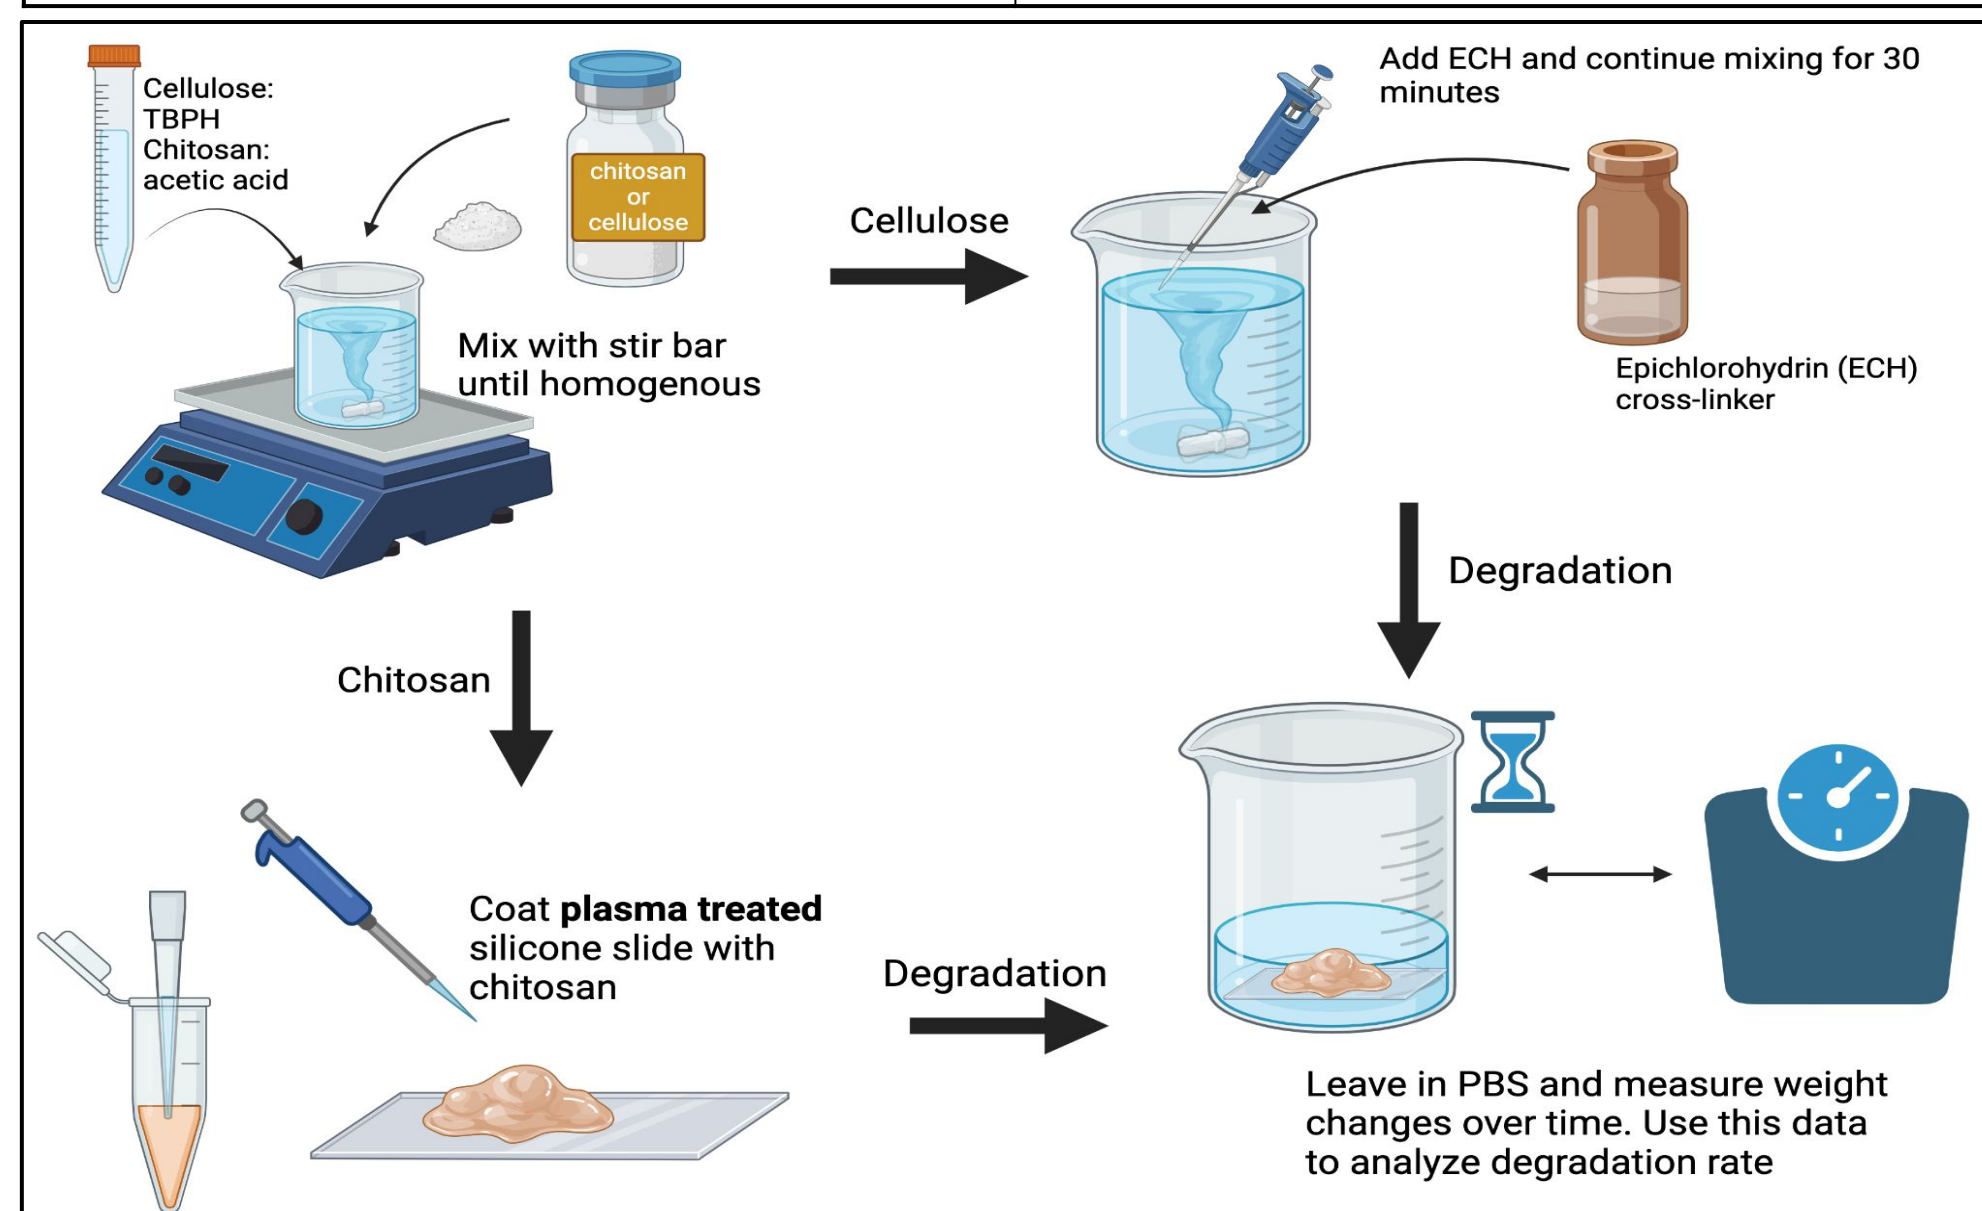 Cellulose:
TBPH
Chitosan:
acetic acid
chitosan
or
cellulose
Mix with stir bar
until homogenous
Cellulose
Add ECH and continue mixing for 30
minutes
Epichlorohydrin (ECH)
cross-linker
Degradation
Chitosan
Coat plasma treated
silicone slide with
chitosan
Degradation
Leave in PBS and measure weight
changes over time. Use this data
to analyze degradation rate